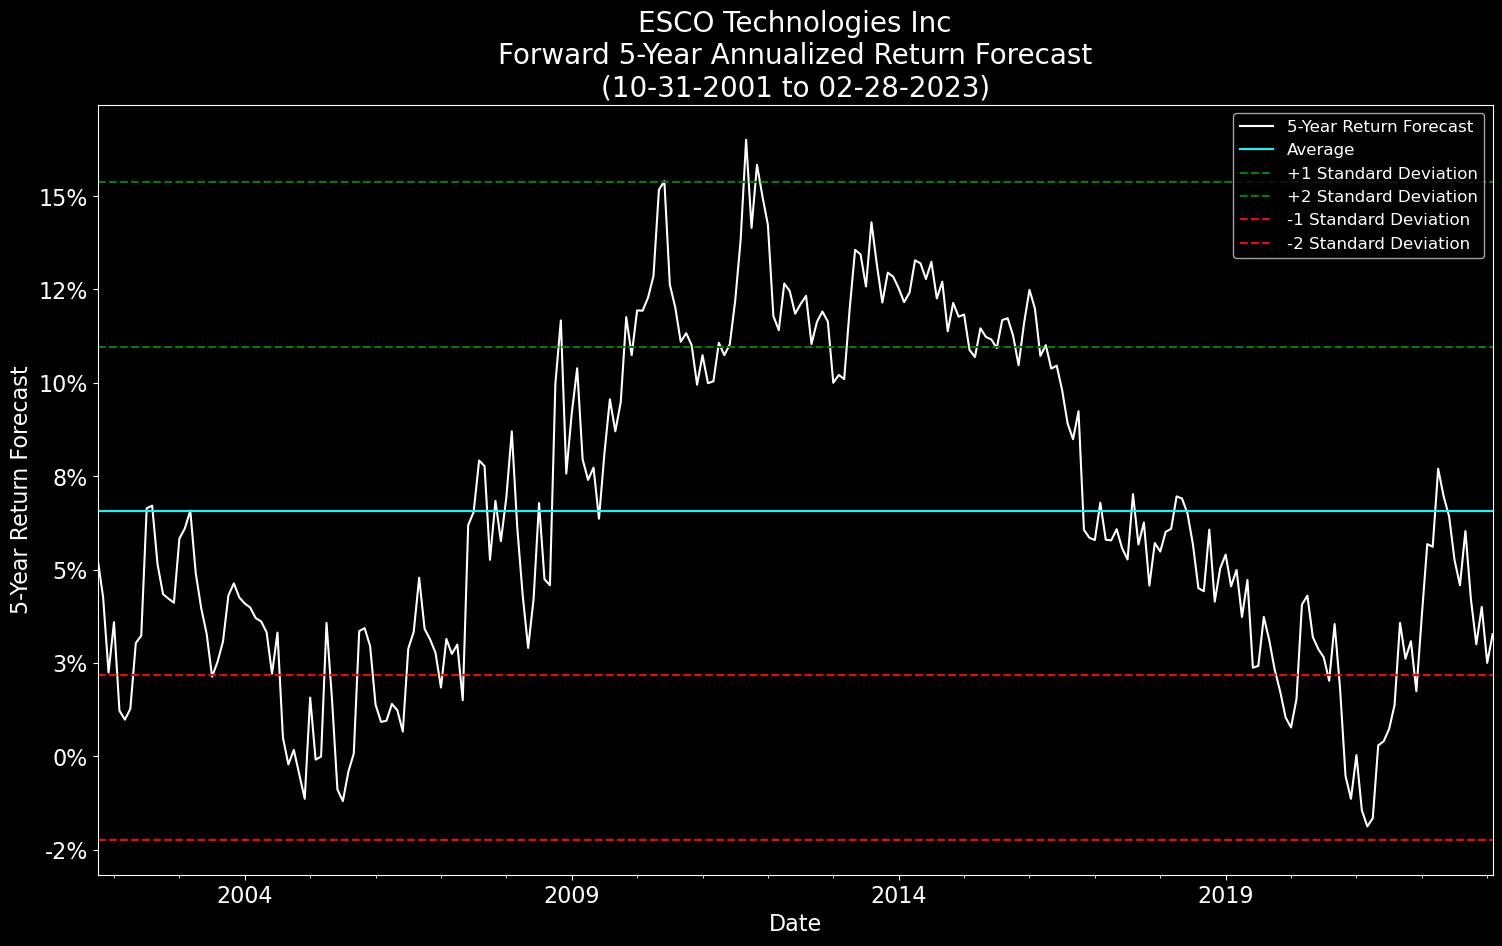 ESCO Technologies Inc
Forward 5-Year Annualized Return Forecast
(10-31-2001 to 02-28-2023)
5-Year Return Forecast
Average
+1 Standard Deviation
+2 Standard Deviation
-1 Standard Deviation
-2 Standard Deviation
15%
12%
10%
8%
5%
3%
0%
-2%
5-Year Return Forecast
2004
2009
2014
2019
Date